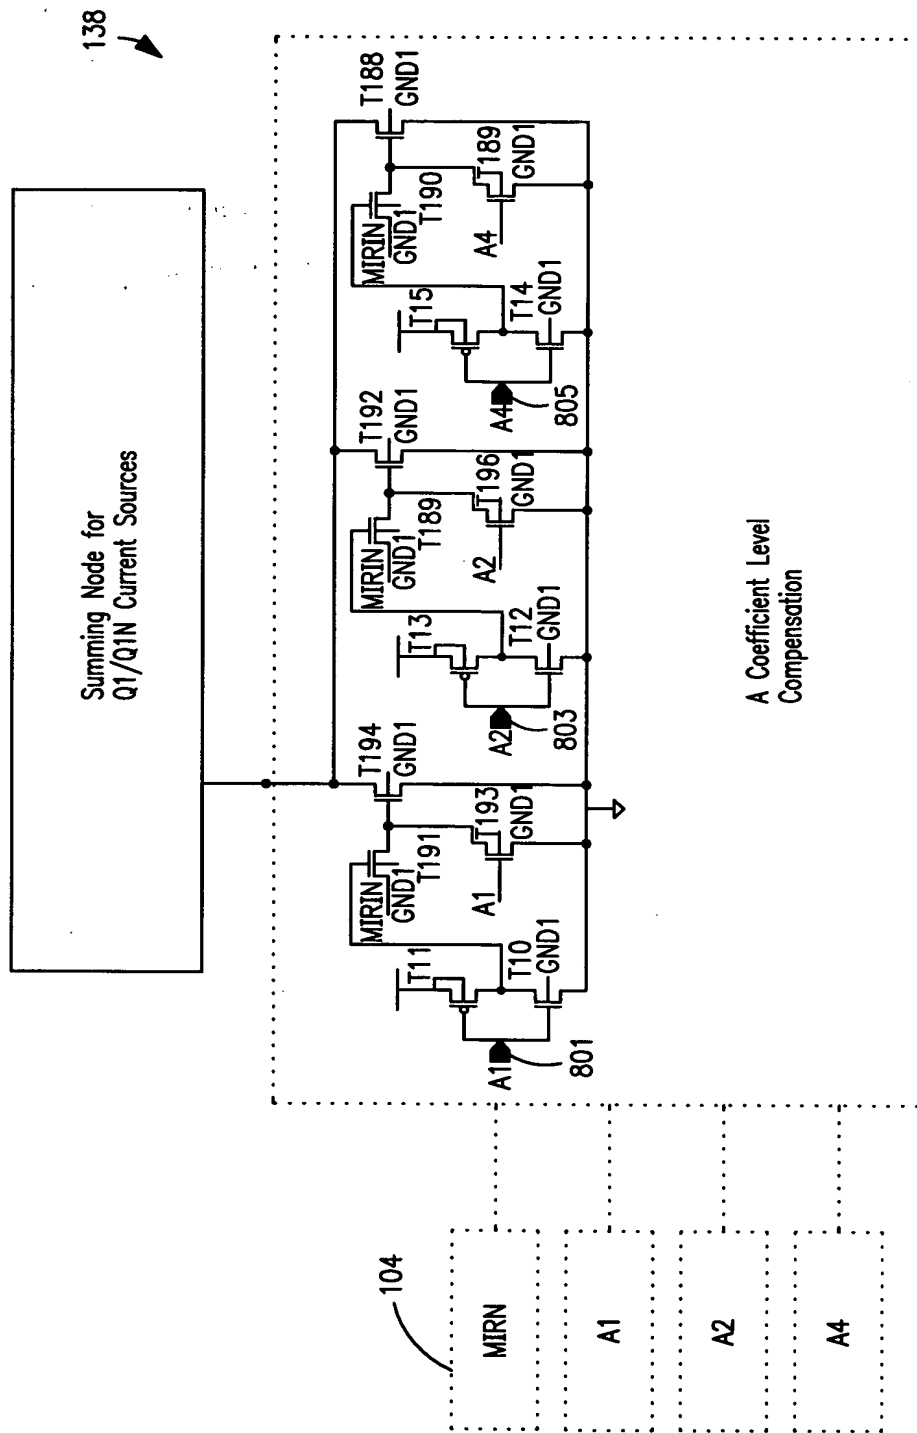 138
Summing Node for
Q1/Q1N Current Sources
T188
GND1
T190
MIRIN
GND1
T189
GND1
A4
T15
T14
GND1
A4
805
T192
GND1
T189
MIRIN
GND1
T196
GND1
A2
T13
T12
GND1
A2
803
T194
GND1
T191
MIRIN
GND1
T193
GND1
A1
T11
T10
GND1
A1
801
A Coefficient Level
Compensation
104
MIRN
A1
A2
A4